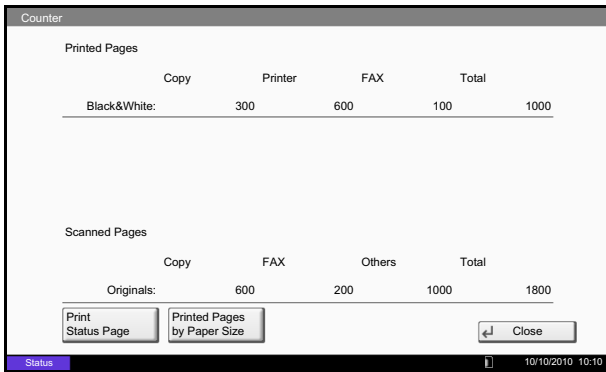 Counter
Printed Pages
Copy Printer FAX Total
Black&White: 300 600 100 1000
Scanned Pages
Copy FAX Others Total
Originals: 600 200 1000 1800
Print
Status Page
Printed Pages
by Paper Size
Close
Status 10/10/2010 10:10